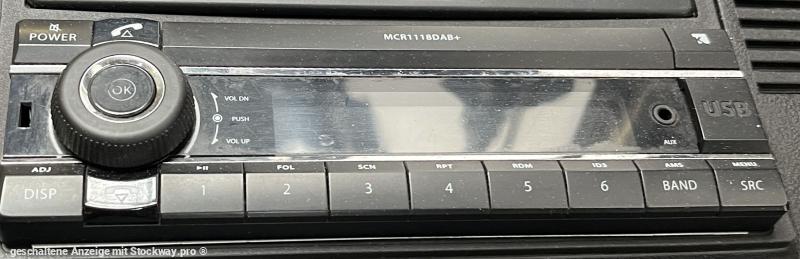 POWER
MCR1118DAB+
OK
VOL DN
PUSH
VOL UP
AUX
USB
ADJ
FOL
SCN
RPT
RDM
ID3
AMS
MENU
DISP
1
2
3
4
5
6
BAND
SRC
geschaltene Anzeige mit Stockway.pro ®